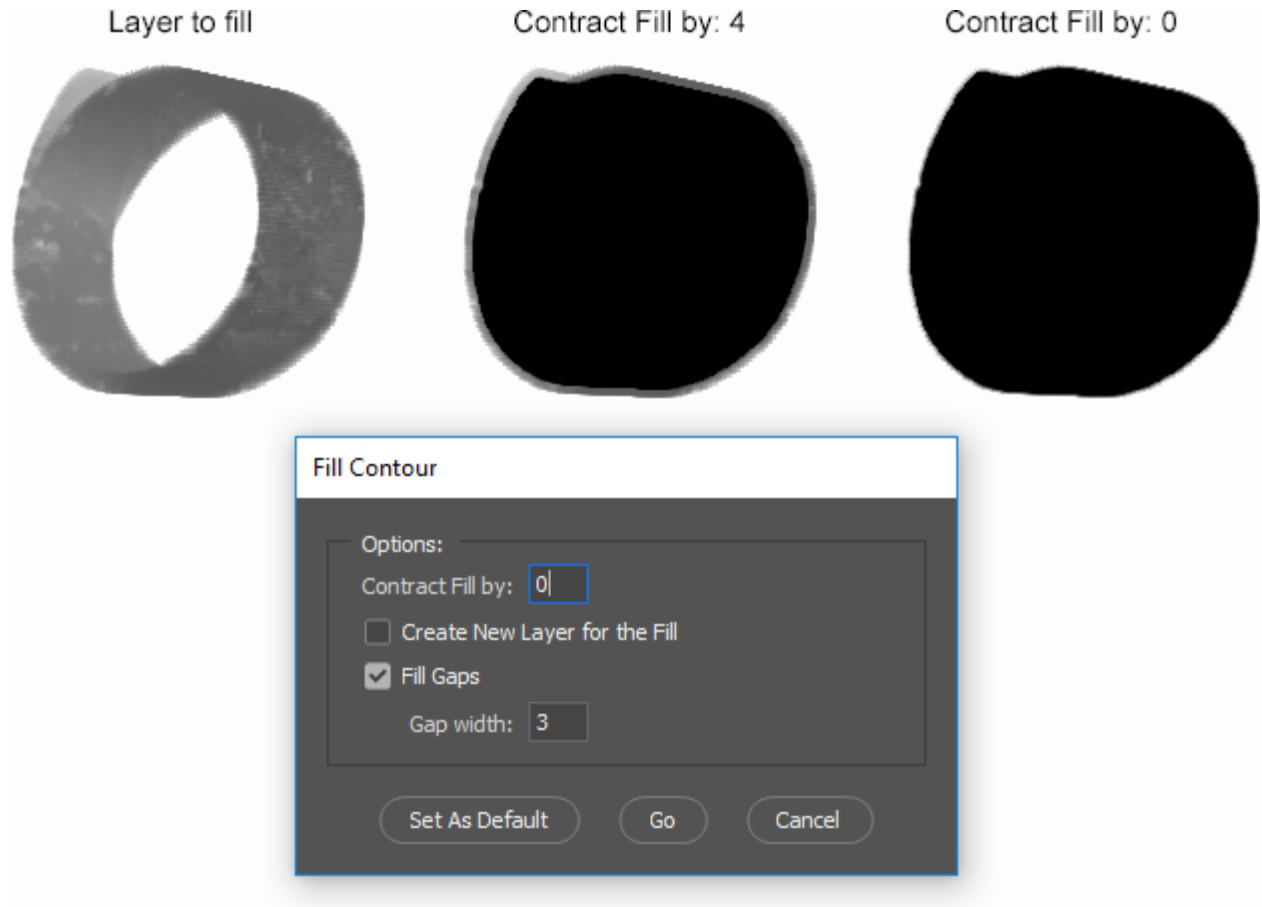 Layer to fill
Contract Fill by: 4
Contract Fill by: 0
Fill Contour
Options:
Contract Fill by: 0
Create New Layer for the Fill
Fill Gaps
Gap width: 3
Set As Default
Go
Cancel